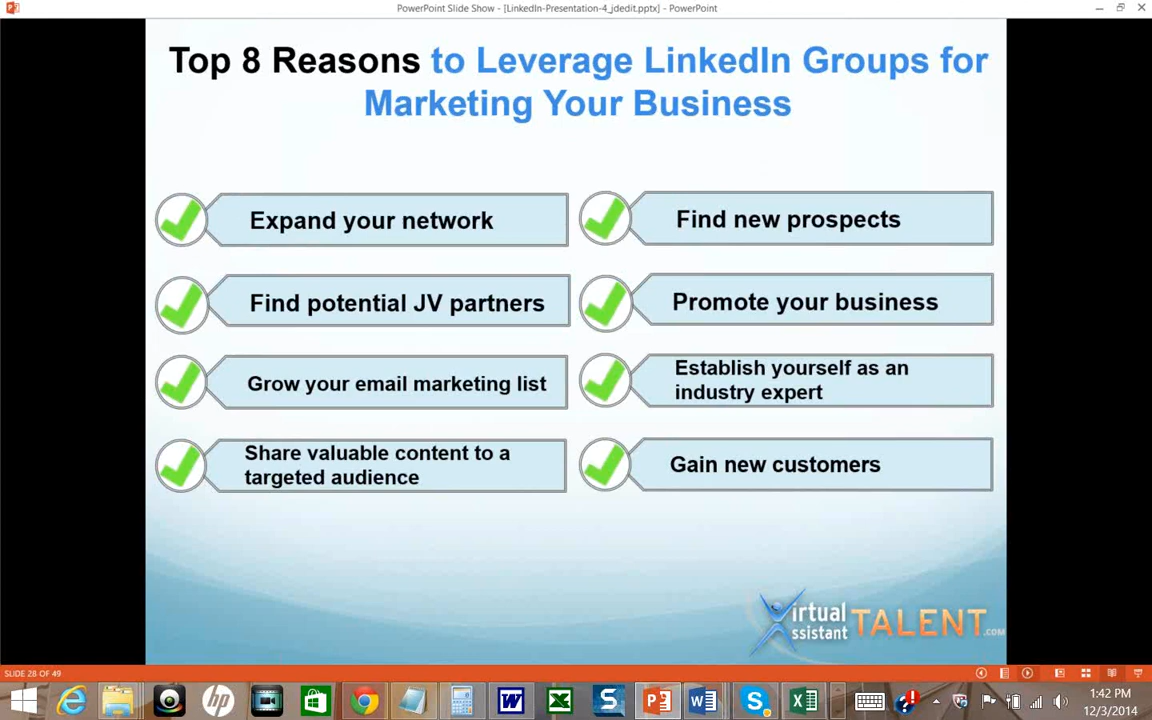 PowerPoint Slide Show - [LinkedIn-Presentation-4_jdedit.pptx] - PowerPoint
Top 8 Reasons to Leverage LinkedIn Groups for
Marketing Your Business
Expand your network
Find new prospects
Find potential JV partners
Promote your business
Grow your email marketing list
Establish yourself as an
industry expert
Share valuable content to a
targeted audience
Gain new customers
Virtual
Assistant TALENT.com
SLIDE 28 OF 49
1:42 PM
12/3/2014